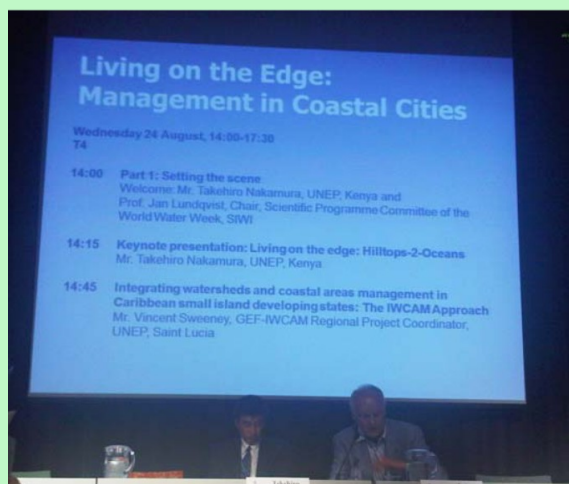 Living on the Edge:
Management in Coastal Cities
Wednesday 24 August, 14:00-17:30
T4
14:00 Part 1: Setting the scene
Welcome: Mr. Takehiro Nakamura, UNEP, Kenya and
Prof. Jan Lundqvist, Chair, Scientific Programme Committee of the
World Water Week, SIWI
14:15 Keynote presentation: Living on the edge: Hilltops-2-Oceans
Mr. Takehiro Nakamura, UNEP, Kenya
14:45 Integrating watersheds and coastal areas management in
Caribbean small island developing states: The IWCAM Approach
Mr. Vincent Sweeney, GEF-IWCAM Regional Project Coordinator,
UNEP, Saint Lucia
Takehiro